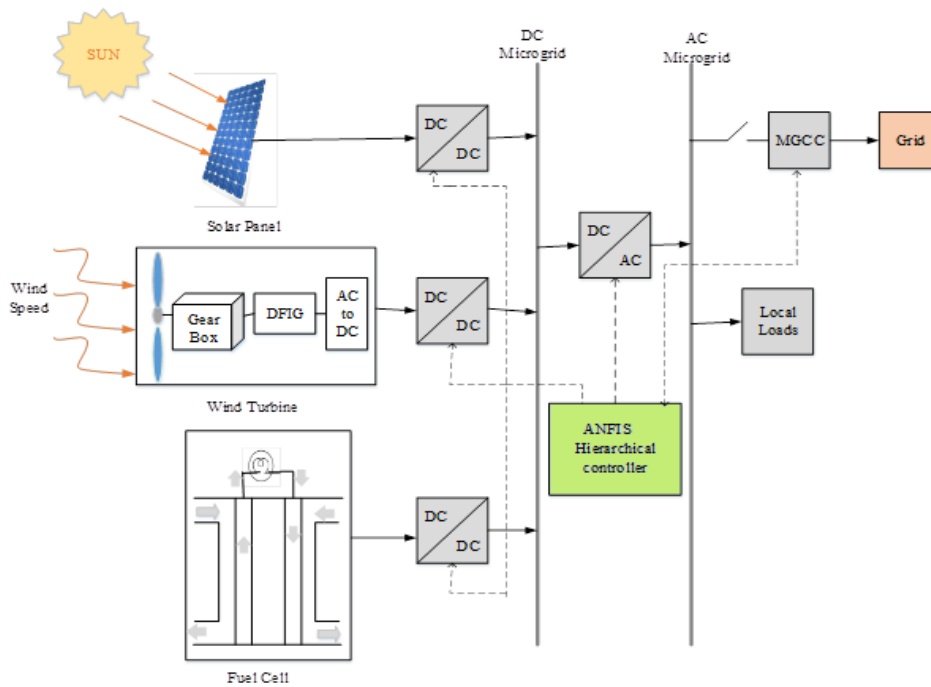 SUN
DC
Microgrid
AC
Microgrid
DC
DC
MGCC
Grid
Solar Panel
DC
AC
Wind
Speed
Gear
Box
DFIG
AC
to
DC
DC
DC
Local
Loads
Wind Turbine
ANFIS
Hierarchical
controller
DC
DC
Fuel Cell